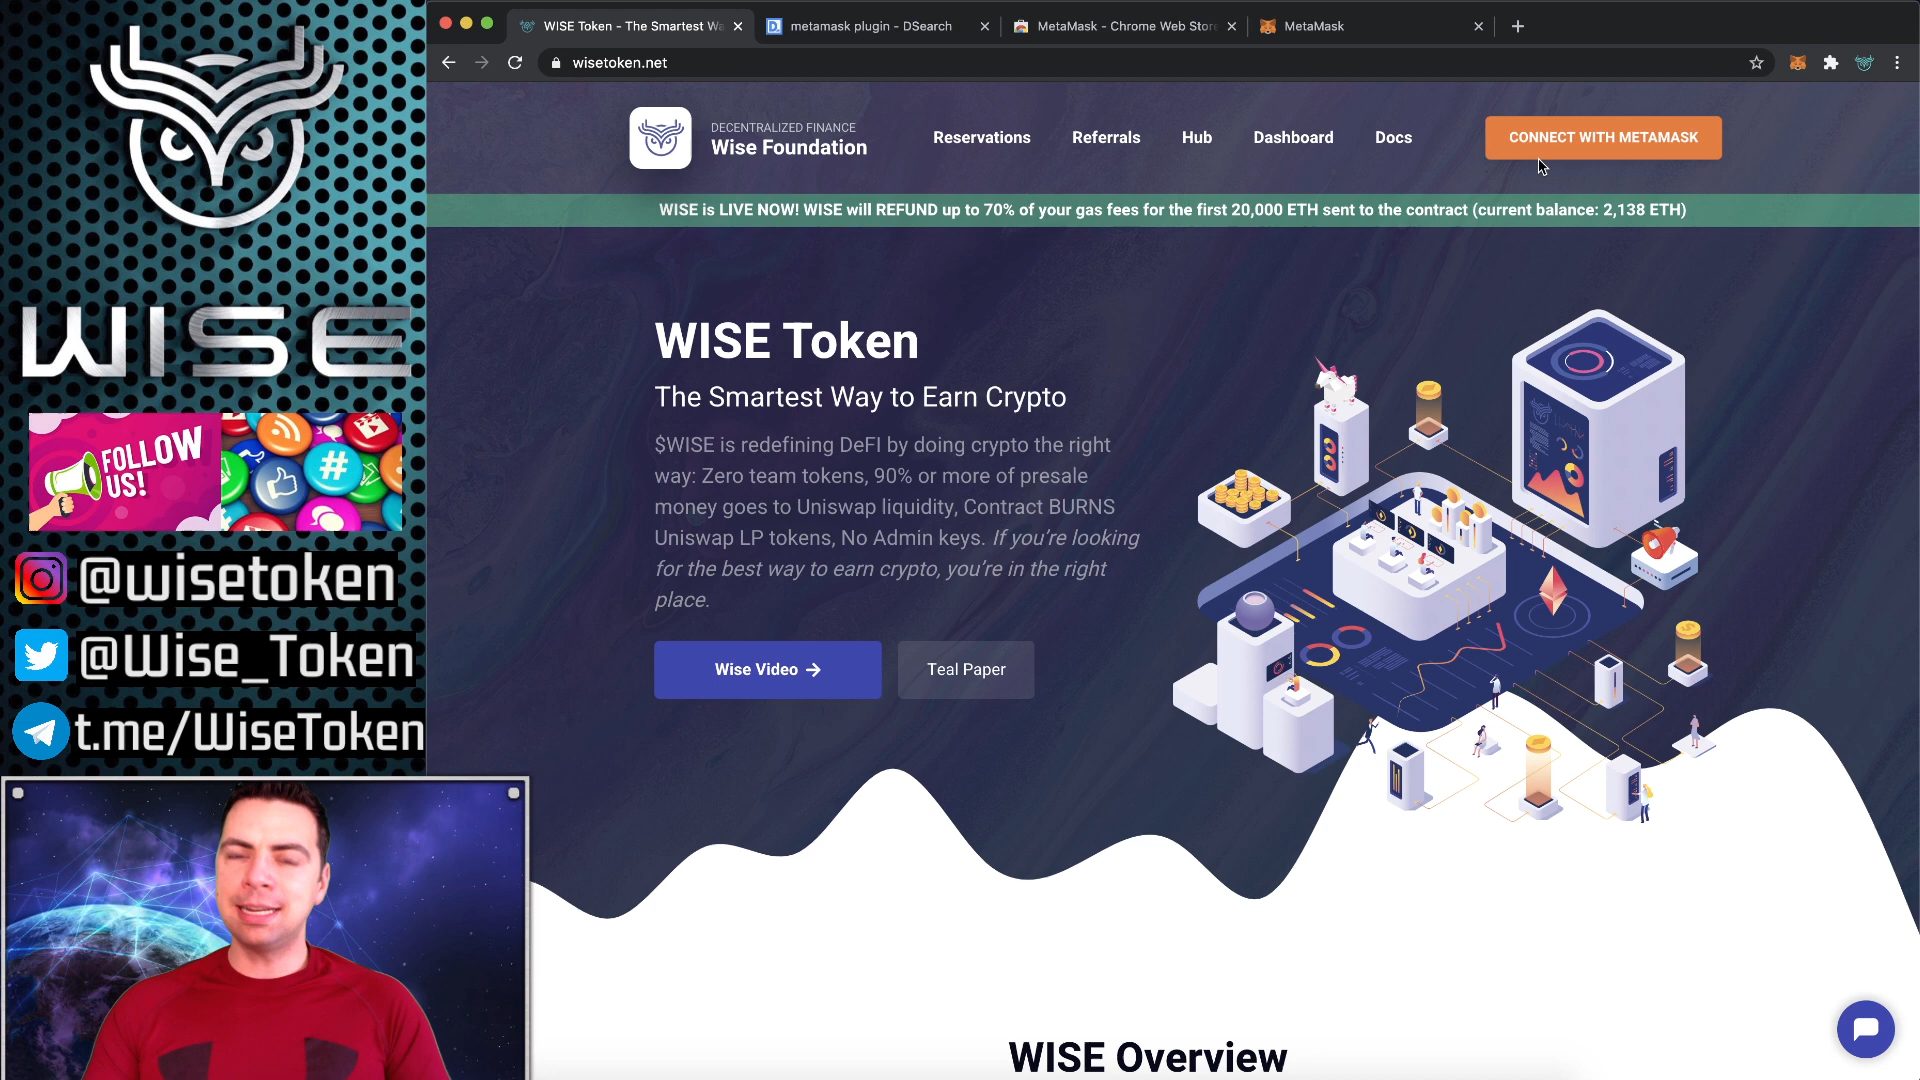 WISE
FOLLOW
US!
#
@wisetoken
@Wise_Token
t.me/WiseToken
WISE Token - The Smartest Wa
metamask plugin - DSearch
MetaMask - Chrome Web Store
MetaMask
wisetoken.net
DECENTRALIZED FINANCE
Wise Foundation
Reservations
Referrals
Hub
Dashboard
Docs
CONNECT WITH METAMASK
WISE is LIVE NOW! WISE will REFUND up to 70% of your gas fees for the first 20,000 ETH sent to the contract (current balance: 2,138 ETH)
WISE Token
The Smartest Way to Earn Crypto
$WISE is redefining DeFI by doing crypto the right
way: Zero team tokens, 90% or more of presale
money goes to Uniswap liquidity, Contract BURNS
Uniswap LP tokens, No Admin keys. If you're looking
for the best way to earn crypto, you're in the right
place.
Wise Video →
Teal Paper
WISE Overview